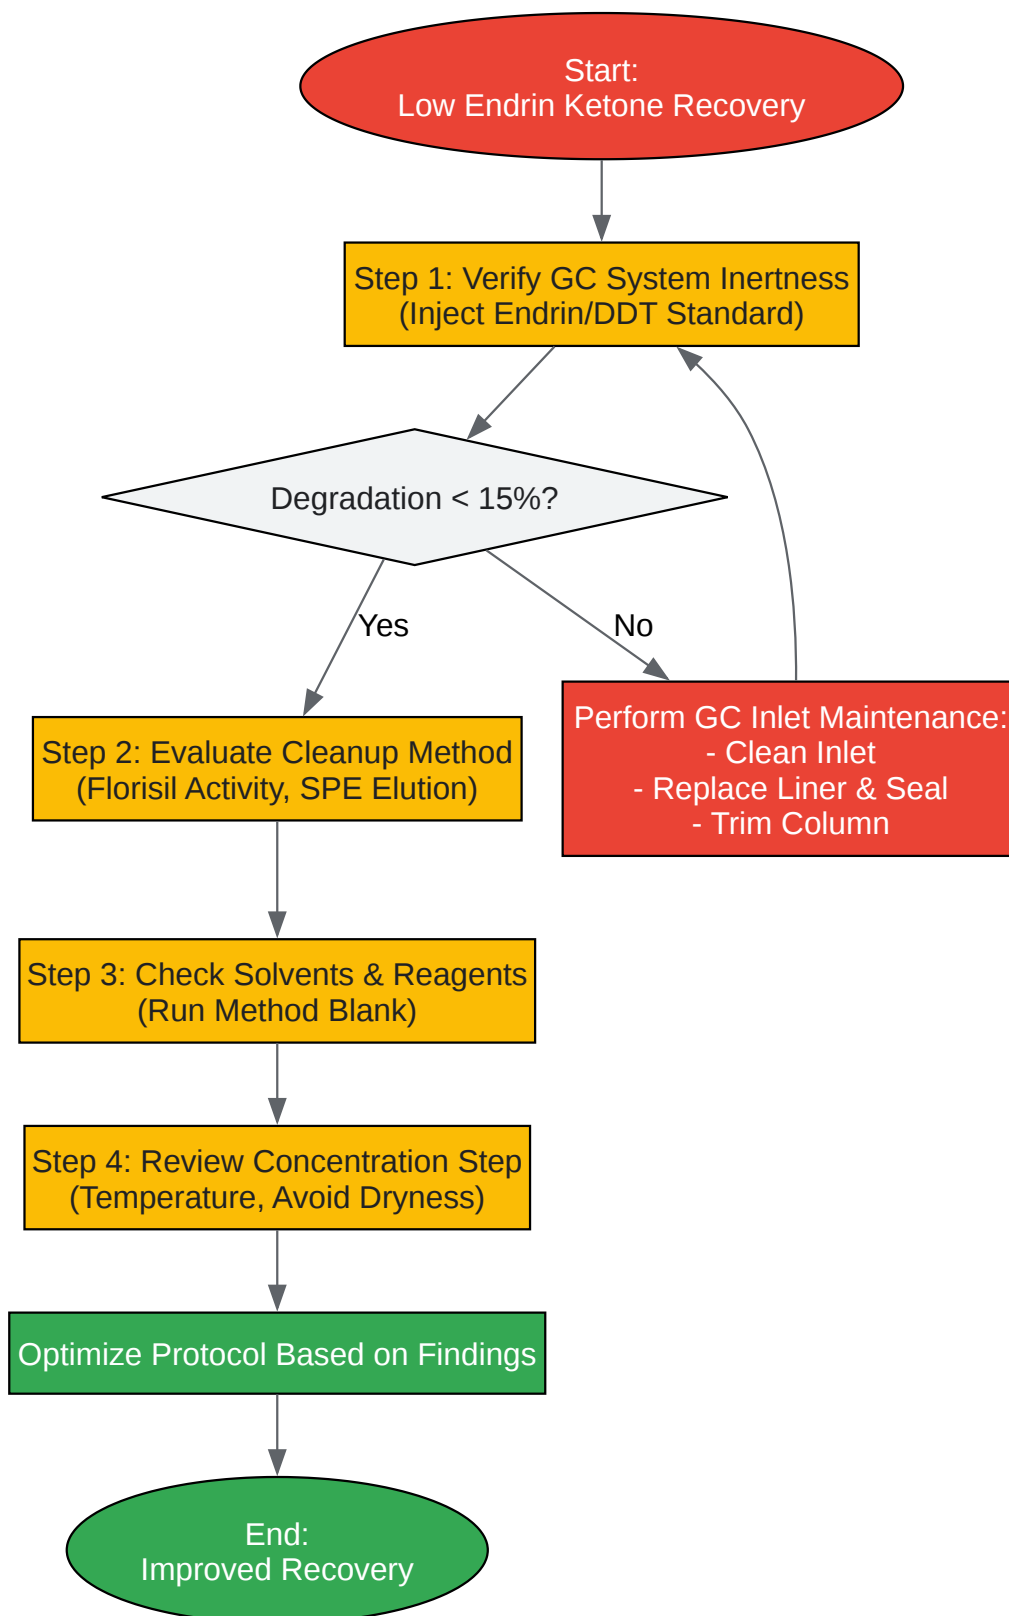 Start:
Low Endrin Ketone Recovery
Step 1: Verify GC System Inertness
(Inject Endrin/DDT Standard)
Degradation < 15%?
Yes
No
Perform GC Inlet Maintenance:
- Clean Inlet
- Replace Liner & Seal
- Trim Column
Step 2: Evaluate Cleanup Method
(Florisil Activity, SPE Elution)
Step 3: Check Solvents & Reagents
(Run Method Blank)
Step 4: Review Concentration Step
(Temperature, Avoid Dryness)
Optimize Protocol Based on Findings
End:
Improved Recovery